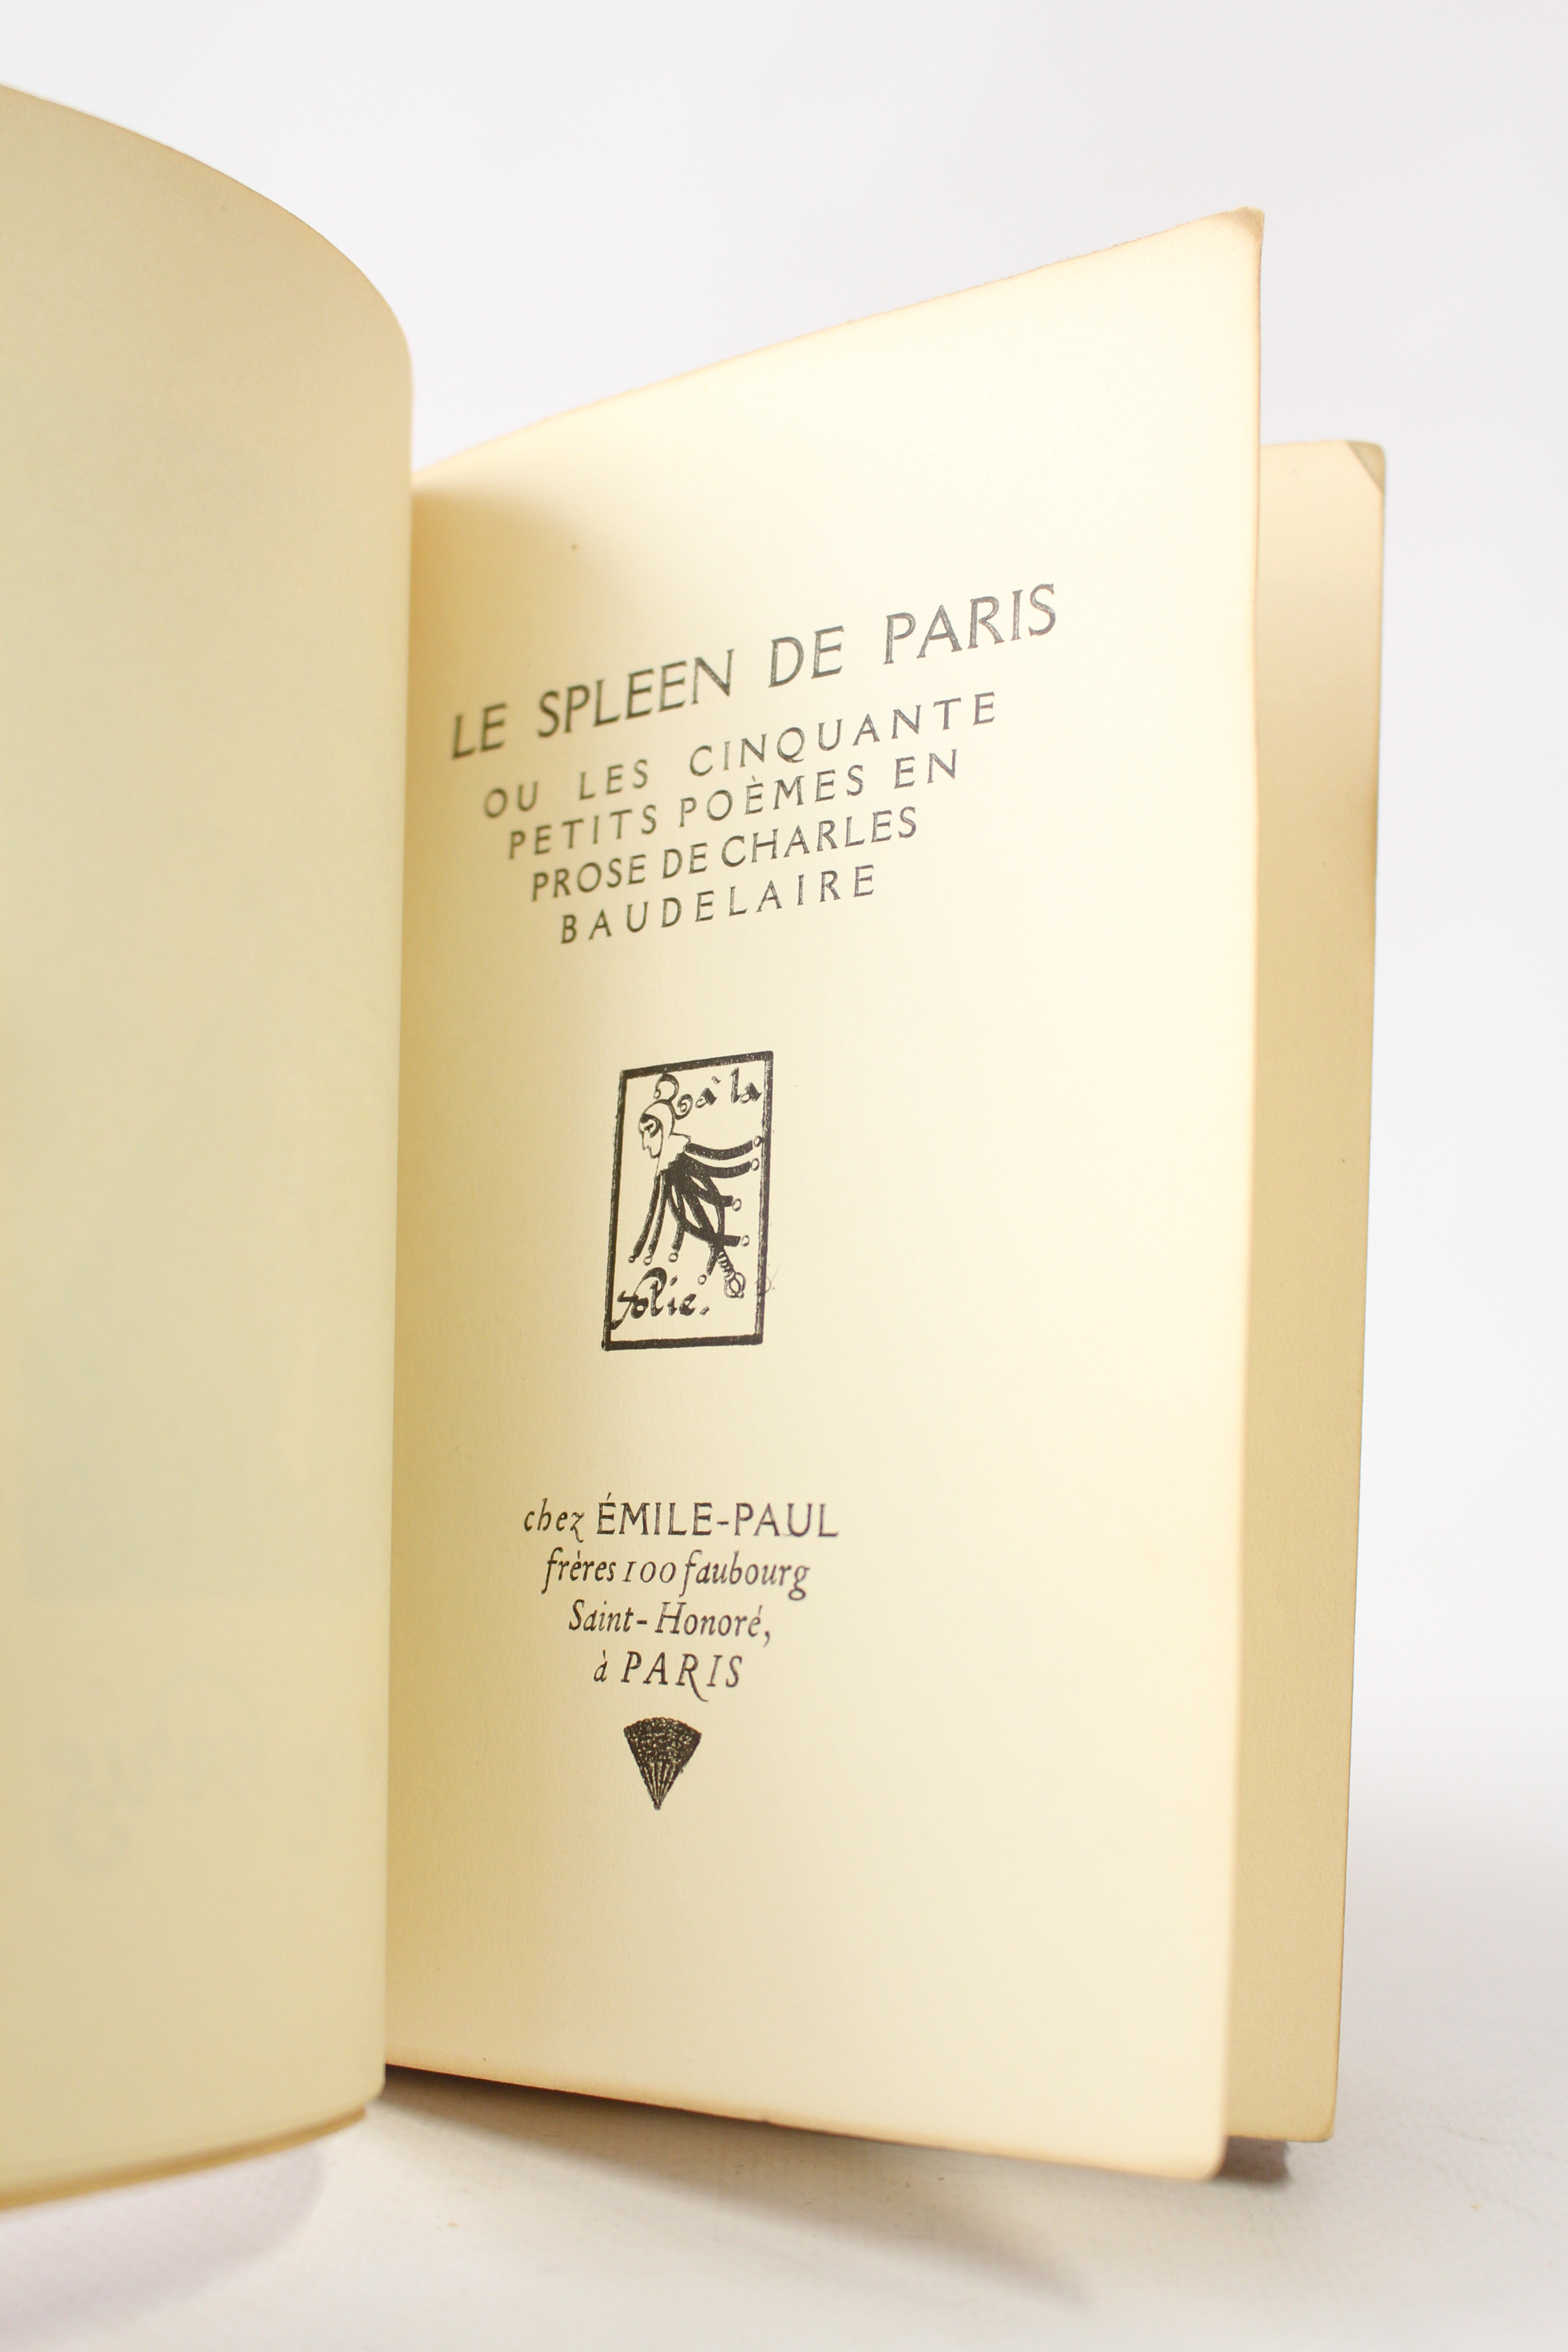 LE SPLEEN DE PARIS
OU LES CINQUANTE
PETITS POÈMES EN
PROSE DE CHARLES
BAUDELAIRE
à la
folie.
chez ÉMILE-PAUL
frères 100 faubourg
Saint-Honoré,
à PARIS